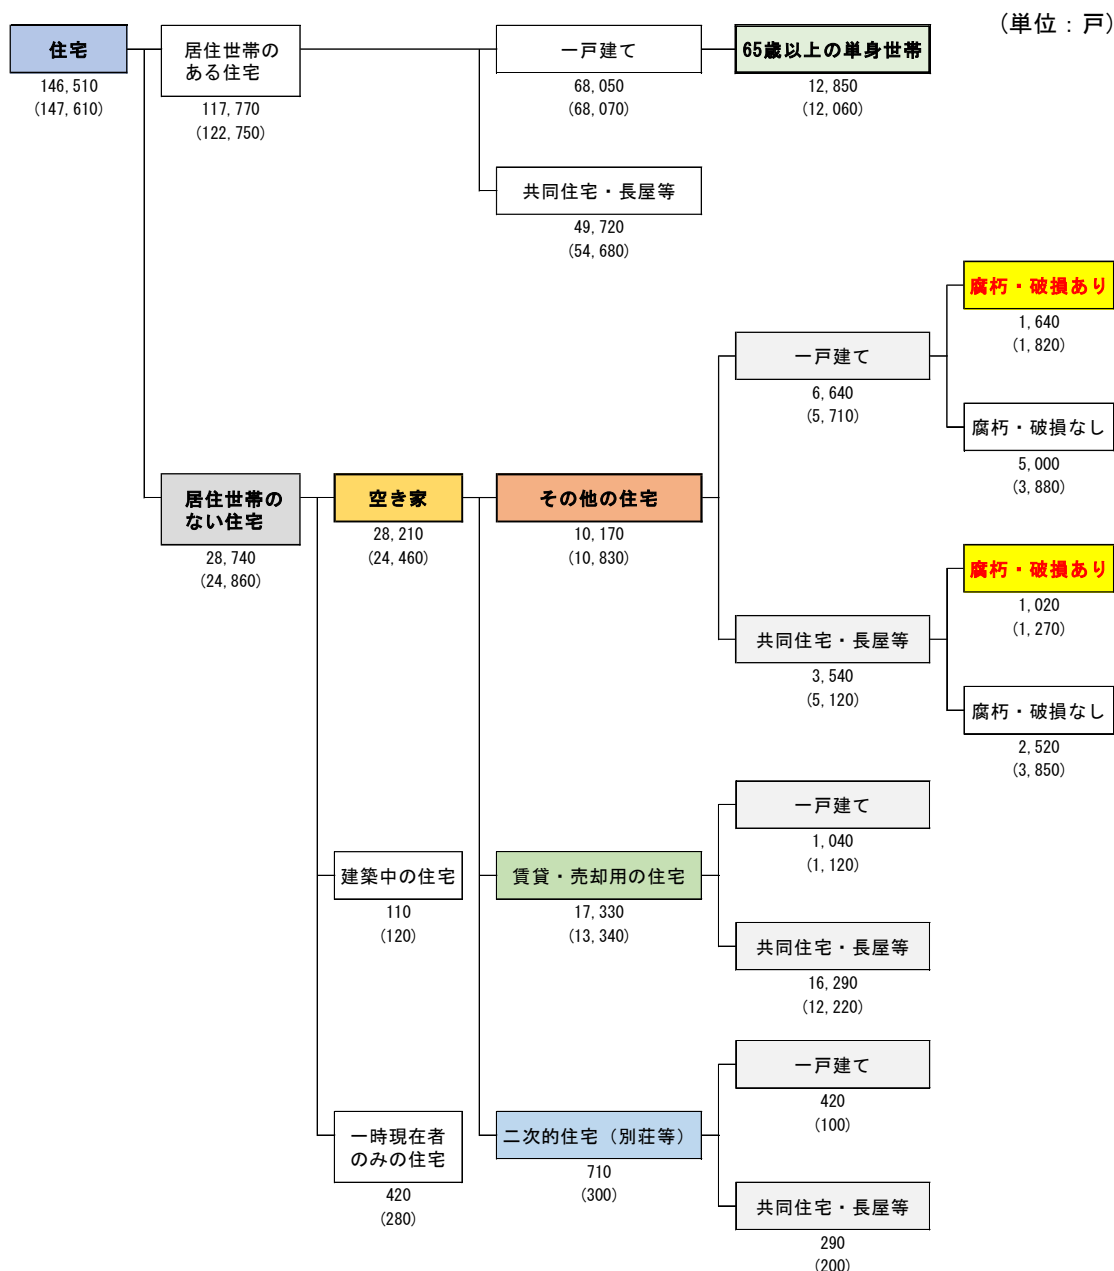 (単位：戸)
住宅
146,510
(147,610)
居住世帯の
ある住宅
117,770
(122,750)
一戸建て
68,050
(68,070)
65歳以上の単身世帯
12,850
(12,060)
共同住宅・長屋等
49,720
(54,680)
腐朽・破損あり
1,640
(1,820)
一戸建て
6,640
(5,710)
腐朽・破損なし
5,000
(3,880)
居住世帯の
ない住宅
28,740
(24,860)
空き家
28,210
(24,460)
その他の住宅
10,170
(10,830)
腐朽・破損あり
1,020
(1,270)
共同住宅・長屋等
3,540
(5,120)
腐朽・破損なし
2,520
(3,850)
一戸建て
1,040
(1,120)
建築中の住宅
110
(120)
賃貸・売却用の住宅
17,330
(13,340)
共同住宅・長屋等
16,290
(12,220)
一戸建て
420
(100)
一時現在者
のみの住宅
420
(280)
二次的住宅（別荘等）
710
(300)
共同住宅・長屋等
290
(200)